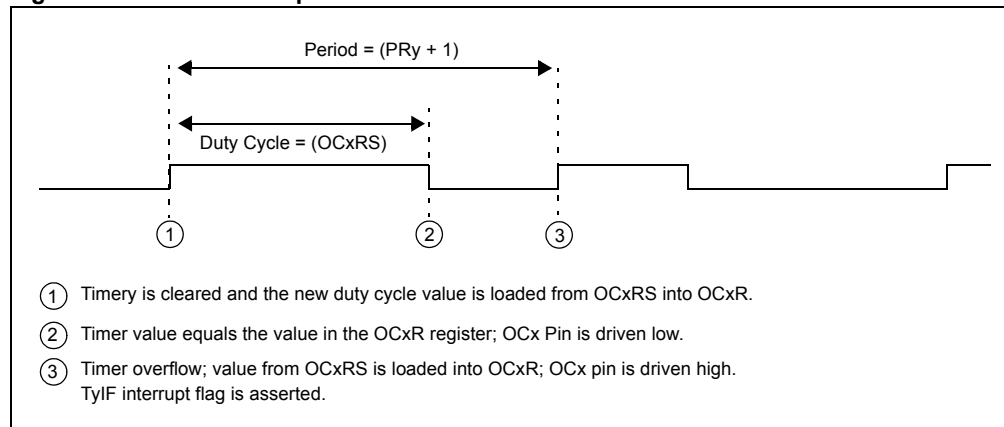 Period = (PRy + 1)
Duty Cycle = (OCxRS)
1
2
3
1 Timery is cleared and the new duty cycle value is loaded from OCxRS into OCxR.
2 Timer value equals the value in the OCxR register; OCx Pin is driven low.
3 Timer overflow; value from OCxRS is loaded into OCxR; OCx pin is driven high.
TyIF interrupt flag is asserted.